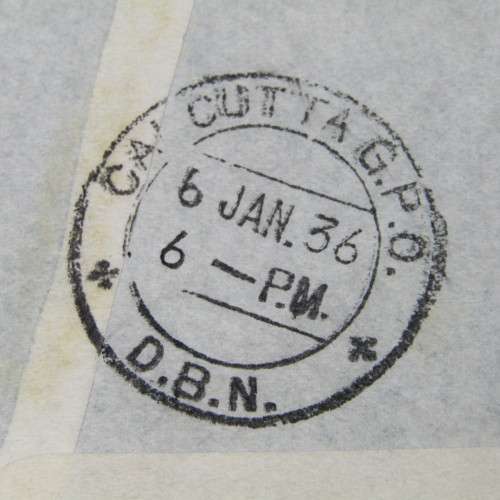 CALCUTTA G.P.O.
6 JAN. 36
6 — P.M.
D.B.N.